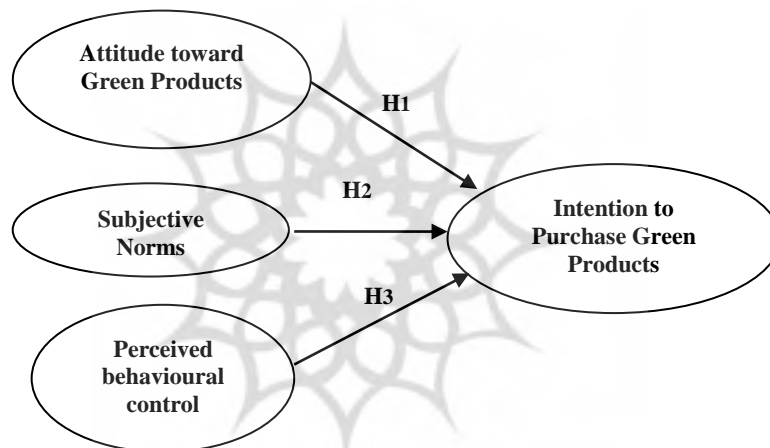 Attitude toward
Green Products
H1
Subjective
Norms
H2
Intention to
Purchase Green
Products
H3
Perceived
behavioural
control